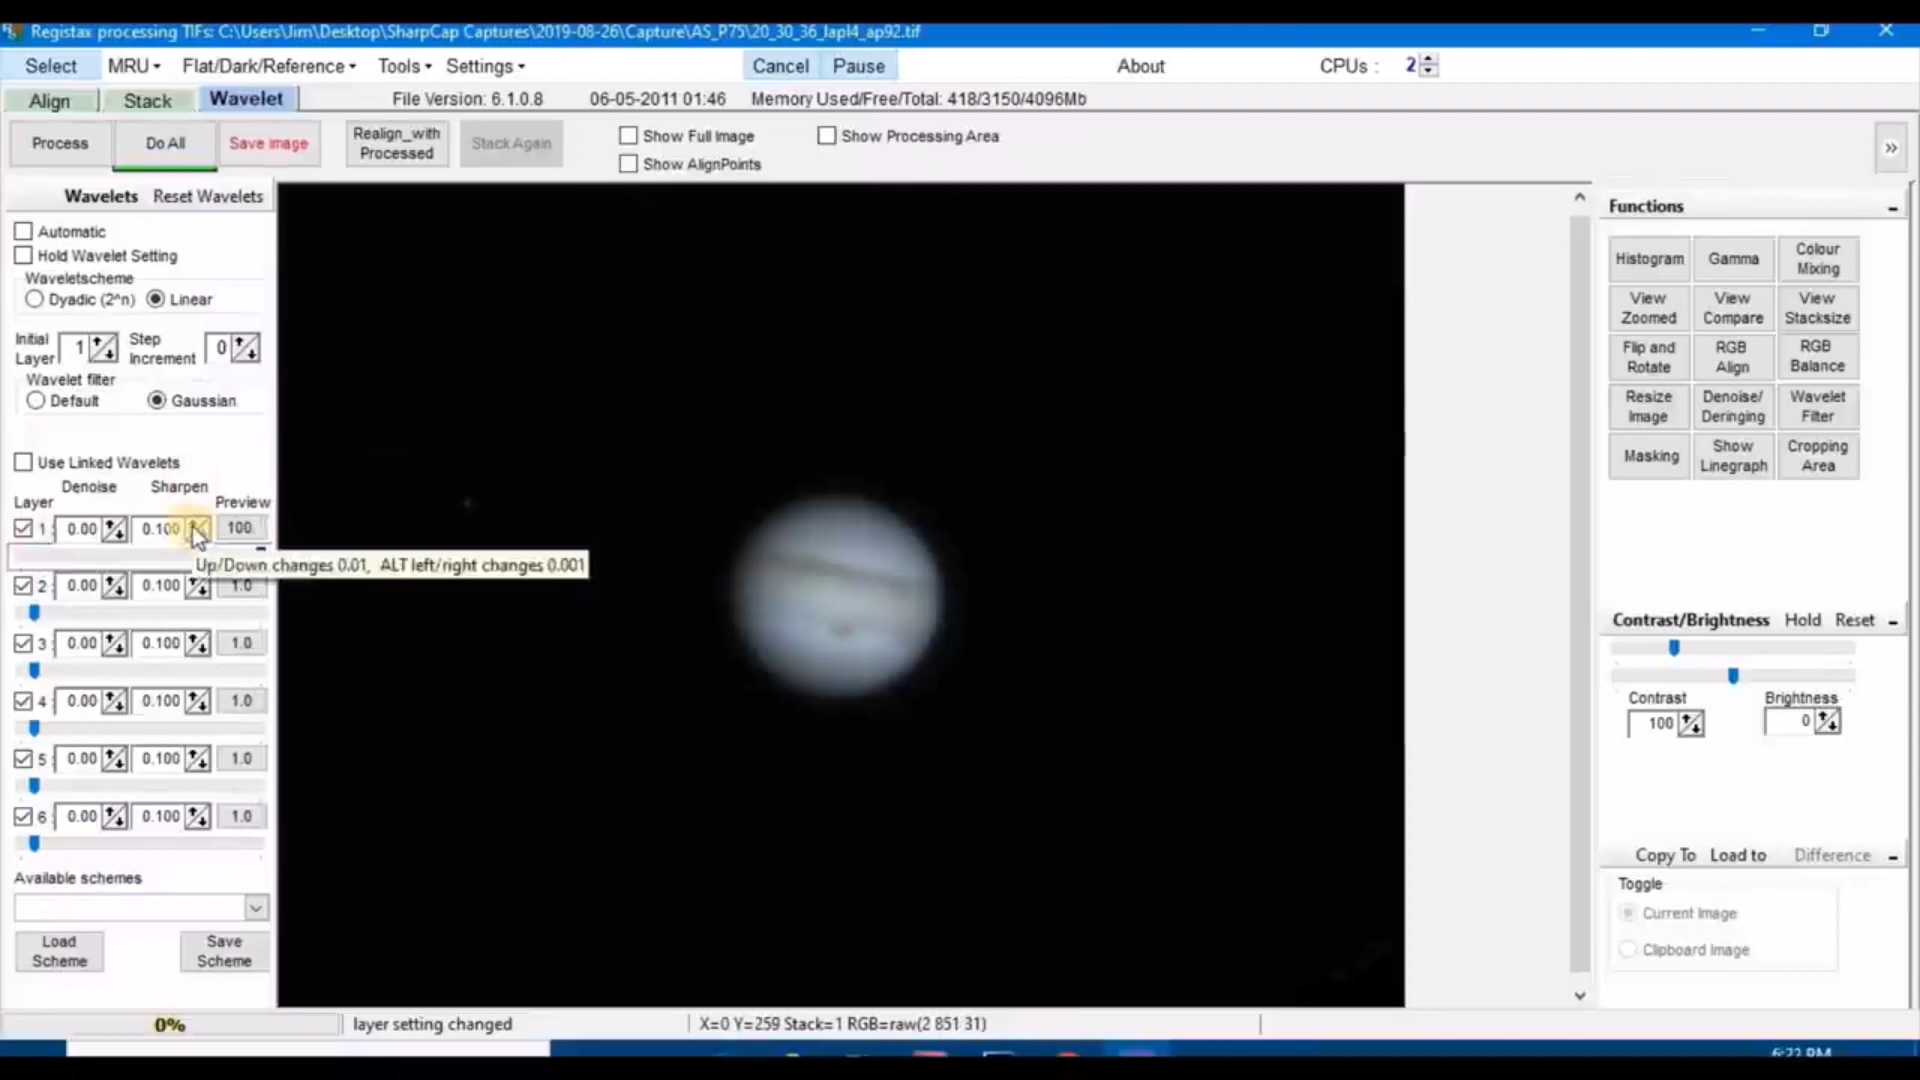 Registax processing TIFs: C:\Users\Jim\Desktop\SharpCap Captures\2019-08-26\Capture\AS_P75\20_30_36_lapl4_ap92.tif
Select MRU Flat/Dark/Reference Tools Settings Cancel Pause About CPUs : 2
Align Stack Wavelet File Version: 6.1.0.8 06-05-2011 01:46 Memory Used/Free/Total: 418/3150/4096Mb
Process Do All Save image Realign_with Processed Stack Again
Show Full Image Show Processing Area
Show AlignPoints
»
Wavelets Reset Wavelets
Automatic
Hold Wavelet Setting
Waveletscheme
Dyadic (2^n) Linear
Initial Layer 1 Step Increment 0
Wavelet filter
Default Gaussian
Use Linked Wavelets
Denoise Sharpen
Layer Preview
1 : 0.00 0.100 100.
Up/Down changes 0.01, ALT left/right changes 0.001
2 : 0.00 0.100 1.0
3 : 0.00 0.100 1.0
4 : 0.00 0.100 1.0
5 : 0.00 0.100 1.0
6 : 0.00 0.100 1.0
Available schemes
Load Scheme Save Scheme
Functions
Histogram Gamma Colour Mixing
View Zoomed View Compare View Stacksize
Flip and Rotate RGB Align RGB Balance
Resize Image Denoise/ Deringing Wavelet Filter
Masking Show Linegraph Cropping Area
Contrast/Brightness Hold Reset
Contrast Brightness
100 0
Copy To Load to Difference
Toggle
Current Image
Clipboard Image
0% layer setting changed X=0 Y=259 Stack=1 RGB=raw(2 851 31)
6:22 PM